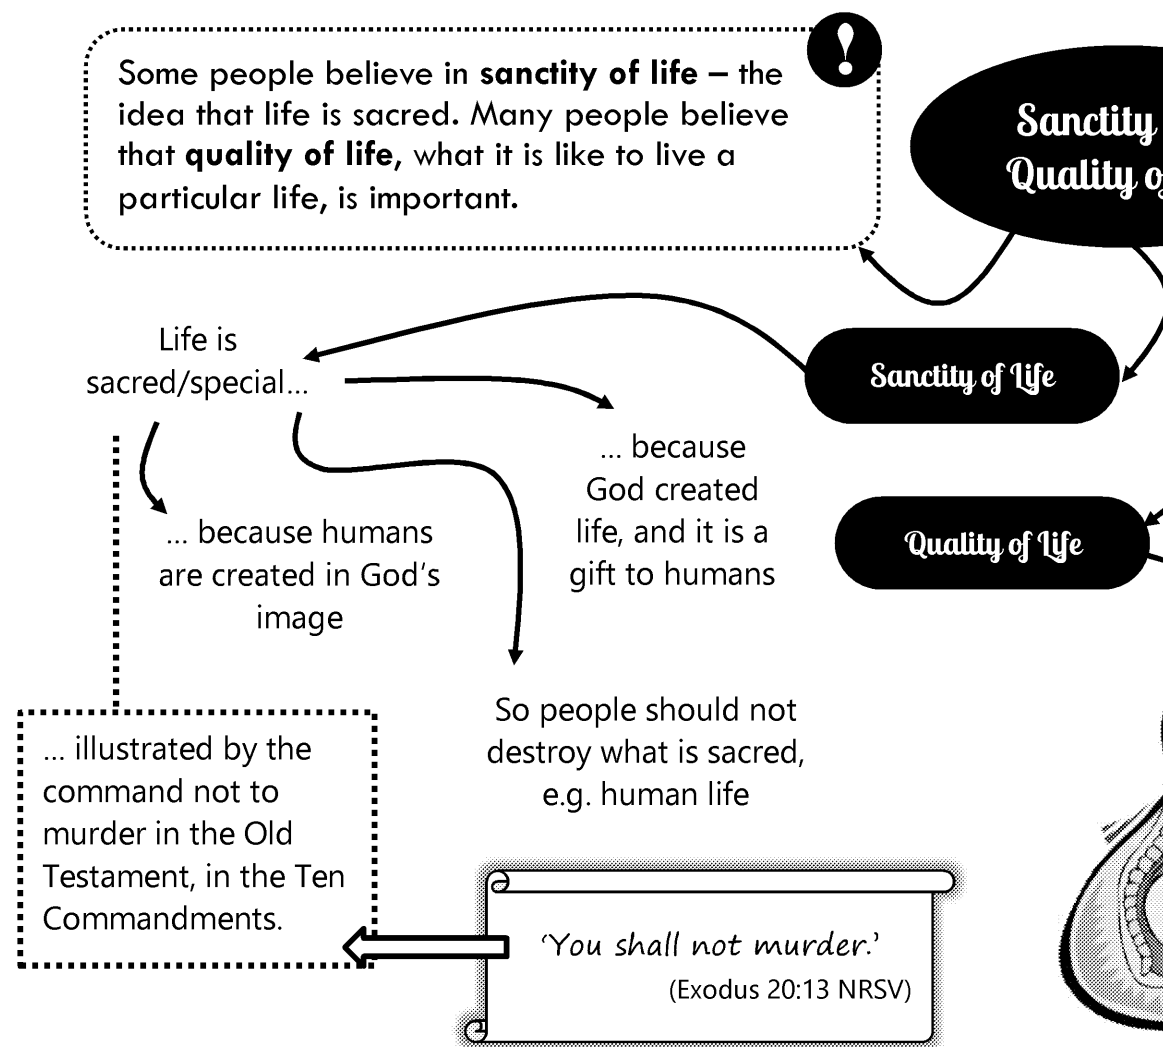 Some people believe in sanctity of life – the
idea that life is sacred. Many people believe
that quality of life, what it is like to live a
particular life, is important.
!
Sanctity
Quality
Life is
sacred/special...
Sanctity of Life
... because
God created
life, and it is a
gift to humans
... because humans
are created in God's
image
Quality of Life
So people should not
destroy what is sacred,
e.g. human life
... illustrated by the
command not to
murder in the Old
Testament, in the Ten
Commandments.
‘You shall not murder.’
(Exodus 20:13 NRSV)